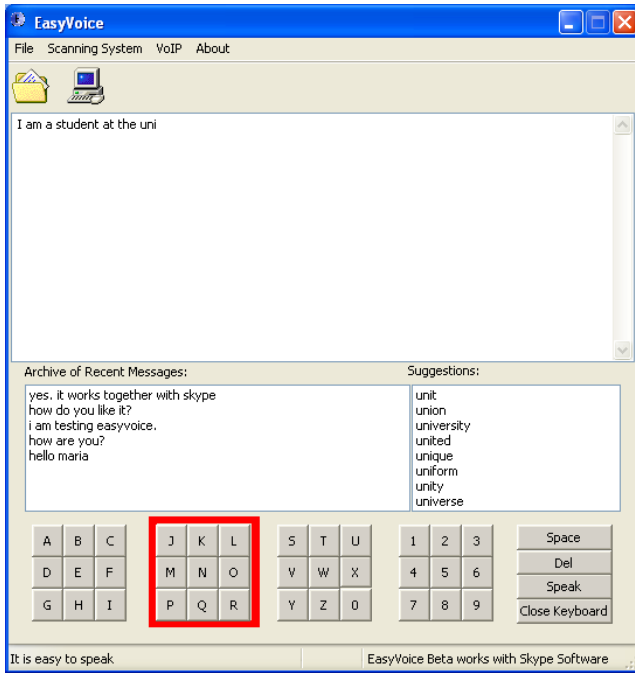 EasyVoice
File Scanning System VoIP About
I am a student at the uni
Archive of Recent Messages: Suggestions:
yes. it works together with skype
how do you like it?
i am testing easyvoice.
how are you?
hello maria
unit
union
university
united
unique
uniform
unity
universe
A B C J K L S T U 1 2 3 Space
D E F M N O V W X 4 5 6 Del
Speak
G H I P Q R Y Z 0 7 8 9 Close Keyboard
It is easy to speak EasyVoice Beta works with Skype Software